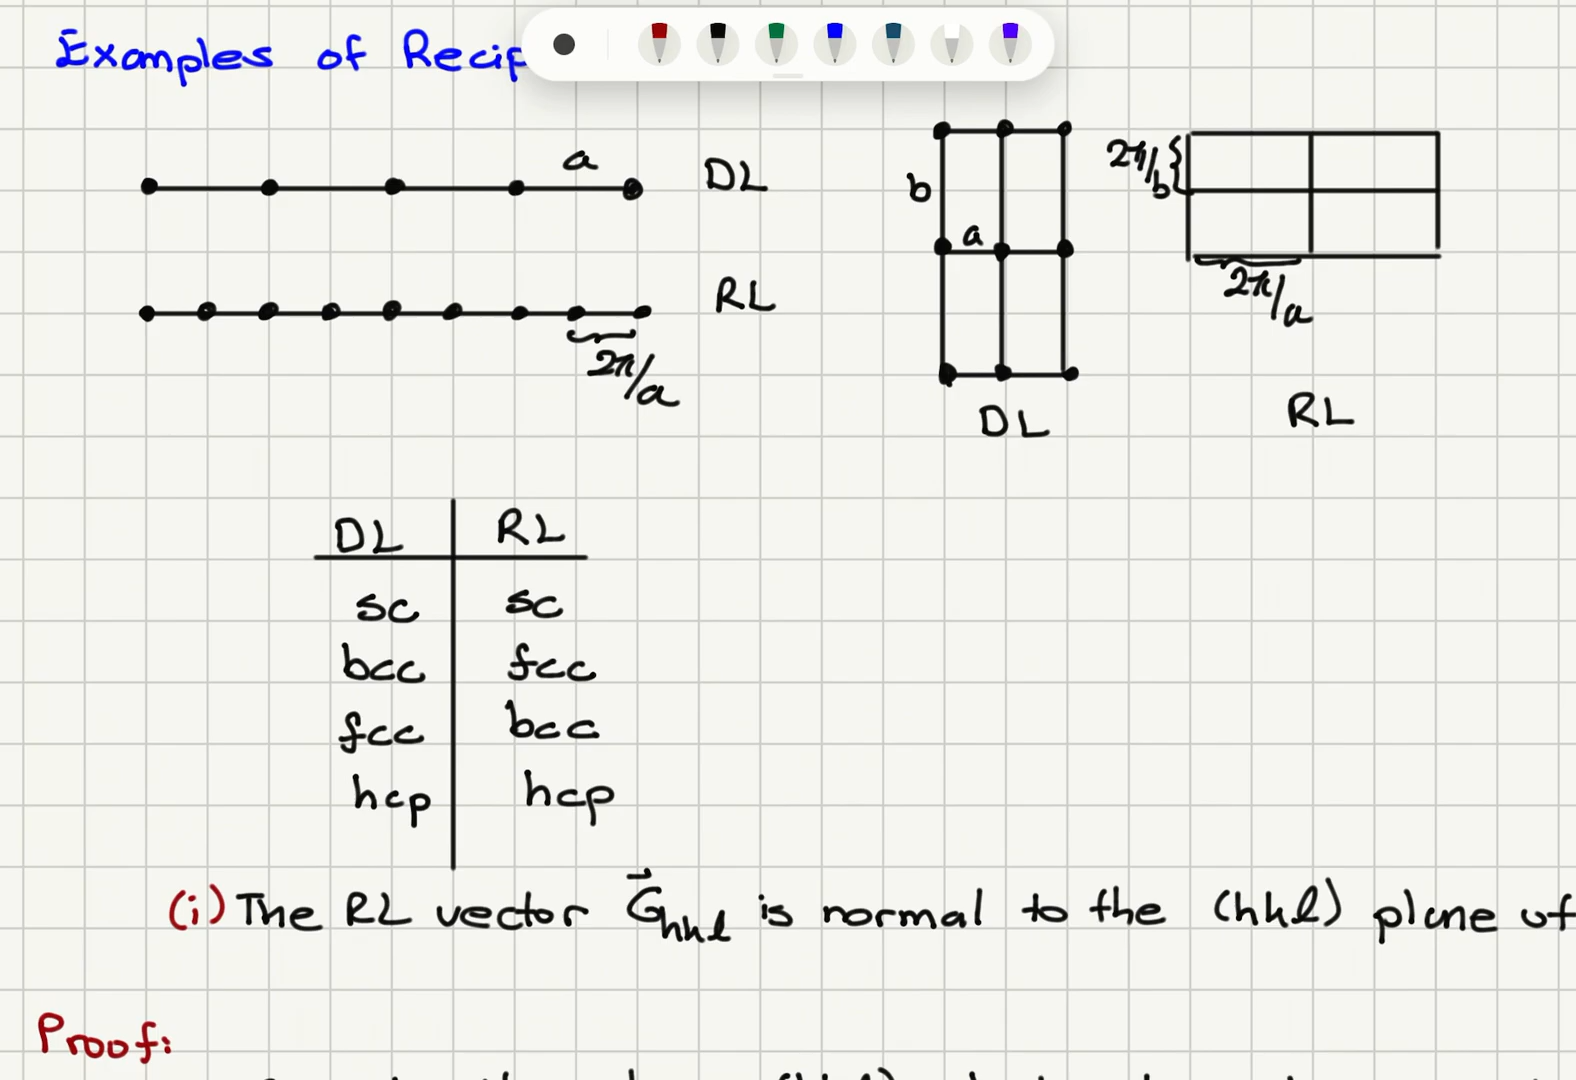 Examples of Recip
a
DL
RL
2π/a
b
a
DL
2π/b
2π/a
RL
DL RL
sc sc
bcc fcc
fcc bcc
hcp hcp
(i) The RL vector G⃗hkl is normal to the (hkl) plane of
Proof: